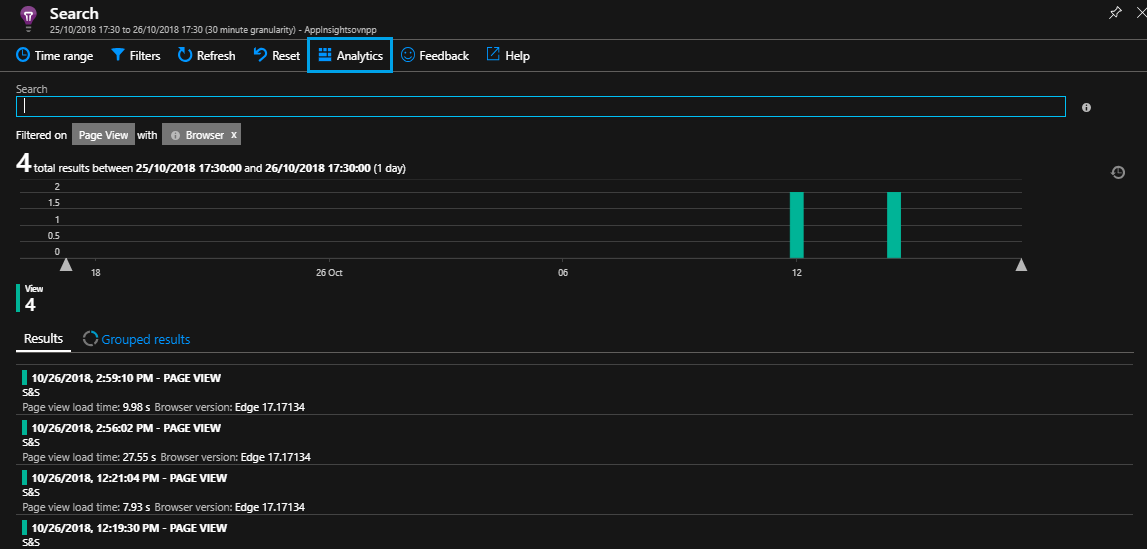 Search
25/10/2018 17:30 to 26/10/2018 17:30 (30 minute granularity) - AppInsightsovnpp
Time range Filters Refresh Reset Analytics Feedback Help
Search
Filtered on Page View with Browser x
4 total results between 25/10/2018 17:30:00 and 26/10/2018 17:30:00 (1 day)
2
1.5
1
0.5
0
18 26 Oct 06 12
View
4
Results Grouped results
10/26/2018, 2:59:10 PM - PAGE VIEW
S&S
Page view load time: 9.98 s Browser version: Edge 17.17134
10/26/2018, 2:56:02 PM - PAGE VIEW
S&S
Page view load time: 27.55 s Browser version: Edge 17.17134
10/26/2018, 12:21:04 PM - PAGE VIEW
S&S
Page view load time: 7.93 s Browser version: Edge 17.17134
10/26/2018, 12:19:30 PM - PAGE VIEW
S&S